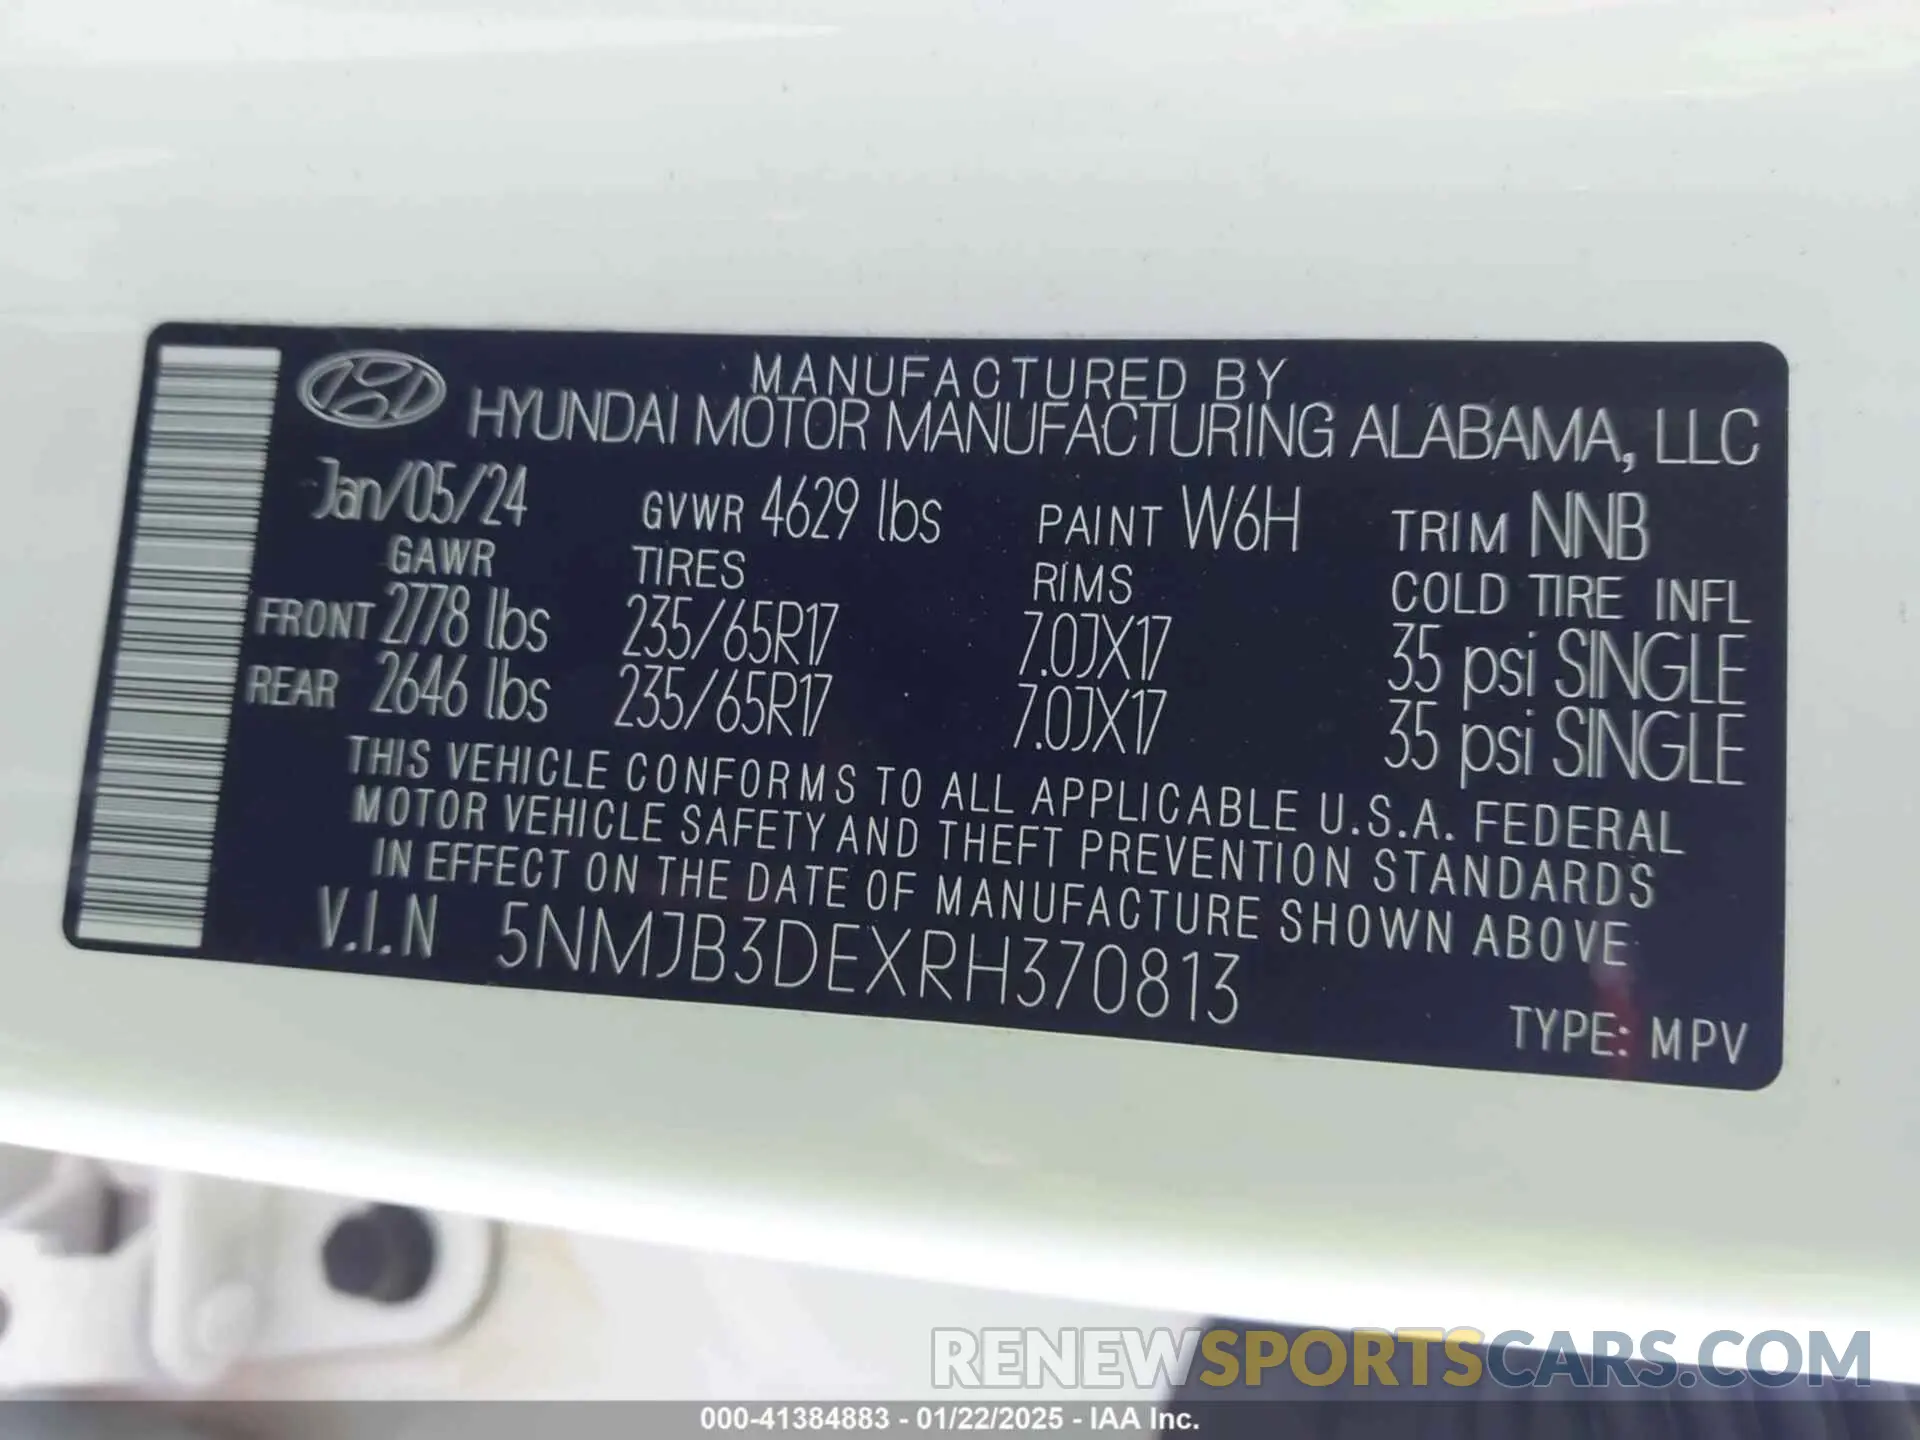 MANUFACTURED BY
HYUNDAI MOTOR MANUFACTURING ALABAMA, LLC
Jan/05/24 GVWR 4629 lbs PAINT W6H TRIM NNB
GAWR TIRES RIMS COLD TIRE INFL
FRONT 2778 lbs 235/65R17 7.0JX17 35 psi SINGLE
REAR 2646 lbs 235/65R17 7.0JX17 35 psi SINGLE
THIS VEHICLE CONFORMS TO ALL APPLICABLE U.S.A. FEDERAL
MOTOR VEHICLE SAFETY AND THEFT PREVENTION STANDARDS
IN EFFECT ON THE DATE OF MANUFACTURE SHOWN ABOVE
V.I.N 5NMJB3DEXRH370813
TYPE: MPV
RENEWSPORTSCARS.COM
000-41384883 - 01/22/2025 - IAA Inc.